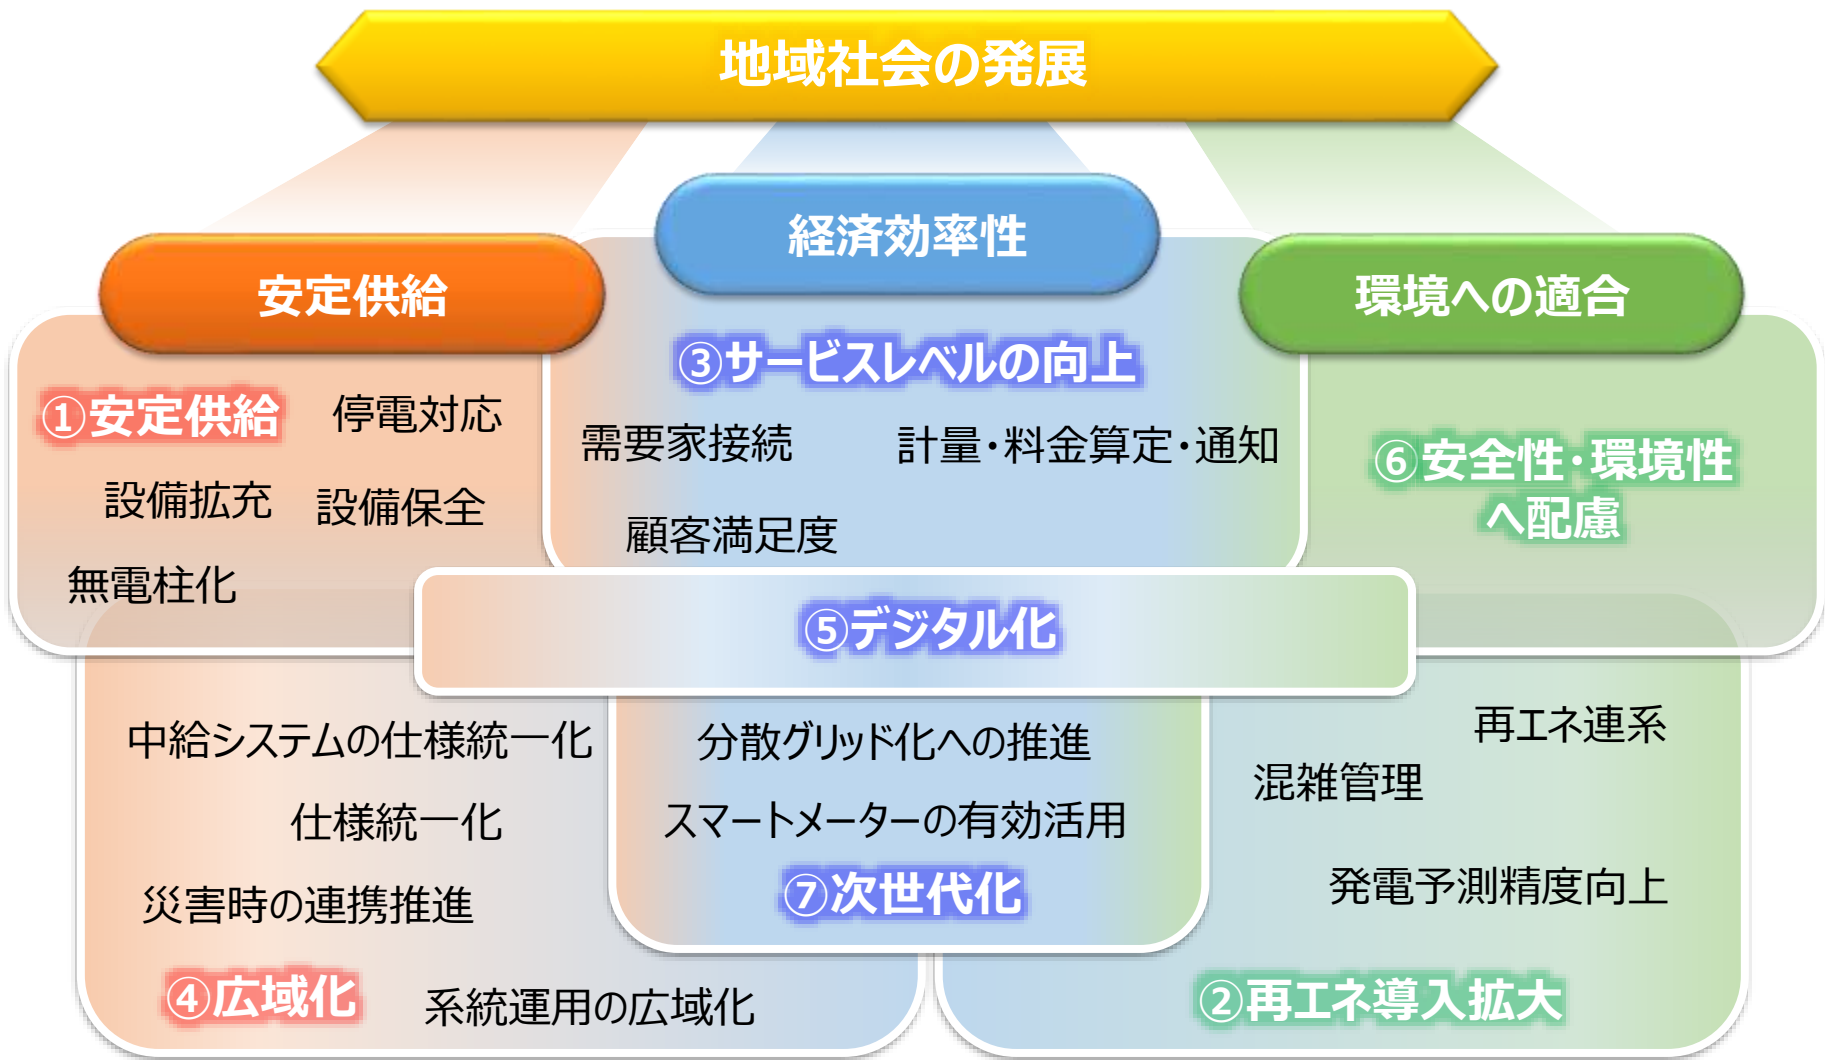 地域社会の発展
経済効率性
安定供給
環境への適合
③サービスレベルの向上
①安定供給
停電対応
需要家接続
計量・料金算定・通知
⑥安全性・環境性
へ配慮
設備拡充
設備保全
顧客満足度
無電柱化
⑤デジタル化
中給システムの仕様統一化
分散グリッド化への推進
再エネ連系
混雑管理
仕様統一化
スマートメーターの有効活用
災害時の連携推進
⑦次世代化
発電予測精度向上
④広域化
系統運用の広域化
②再エネ導入拡大